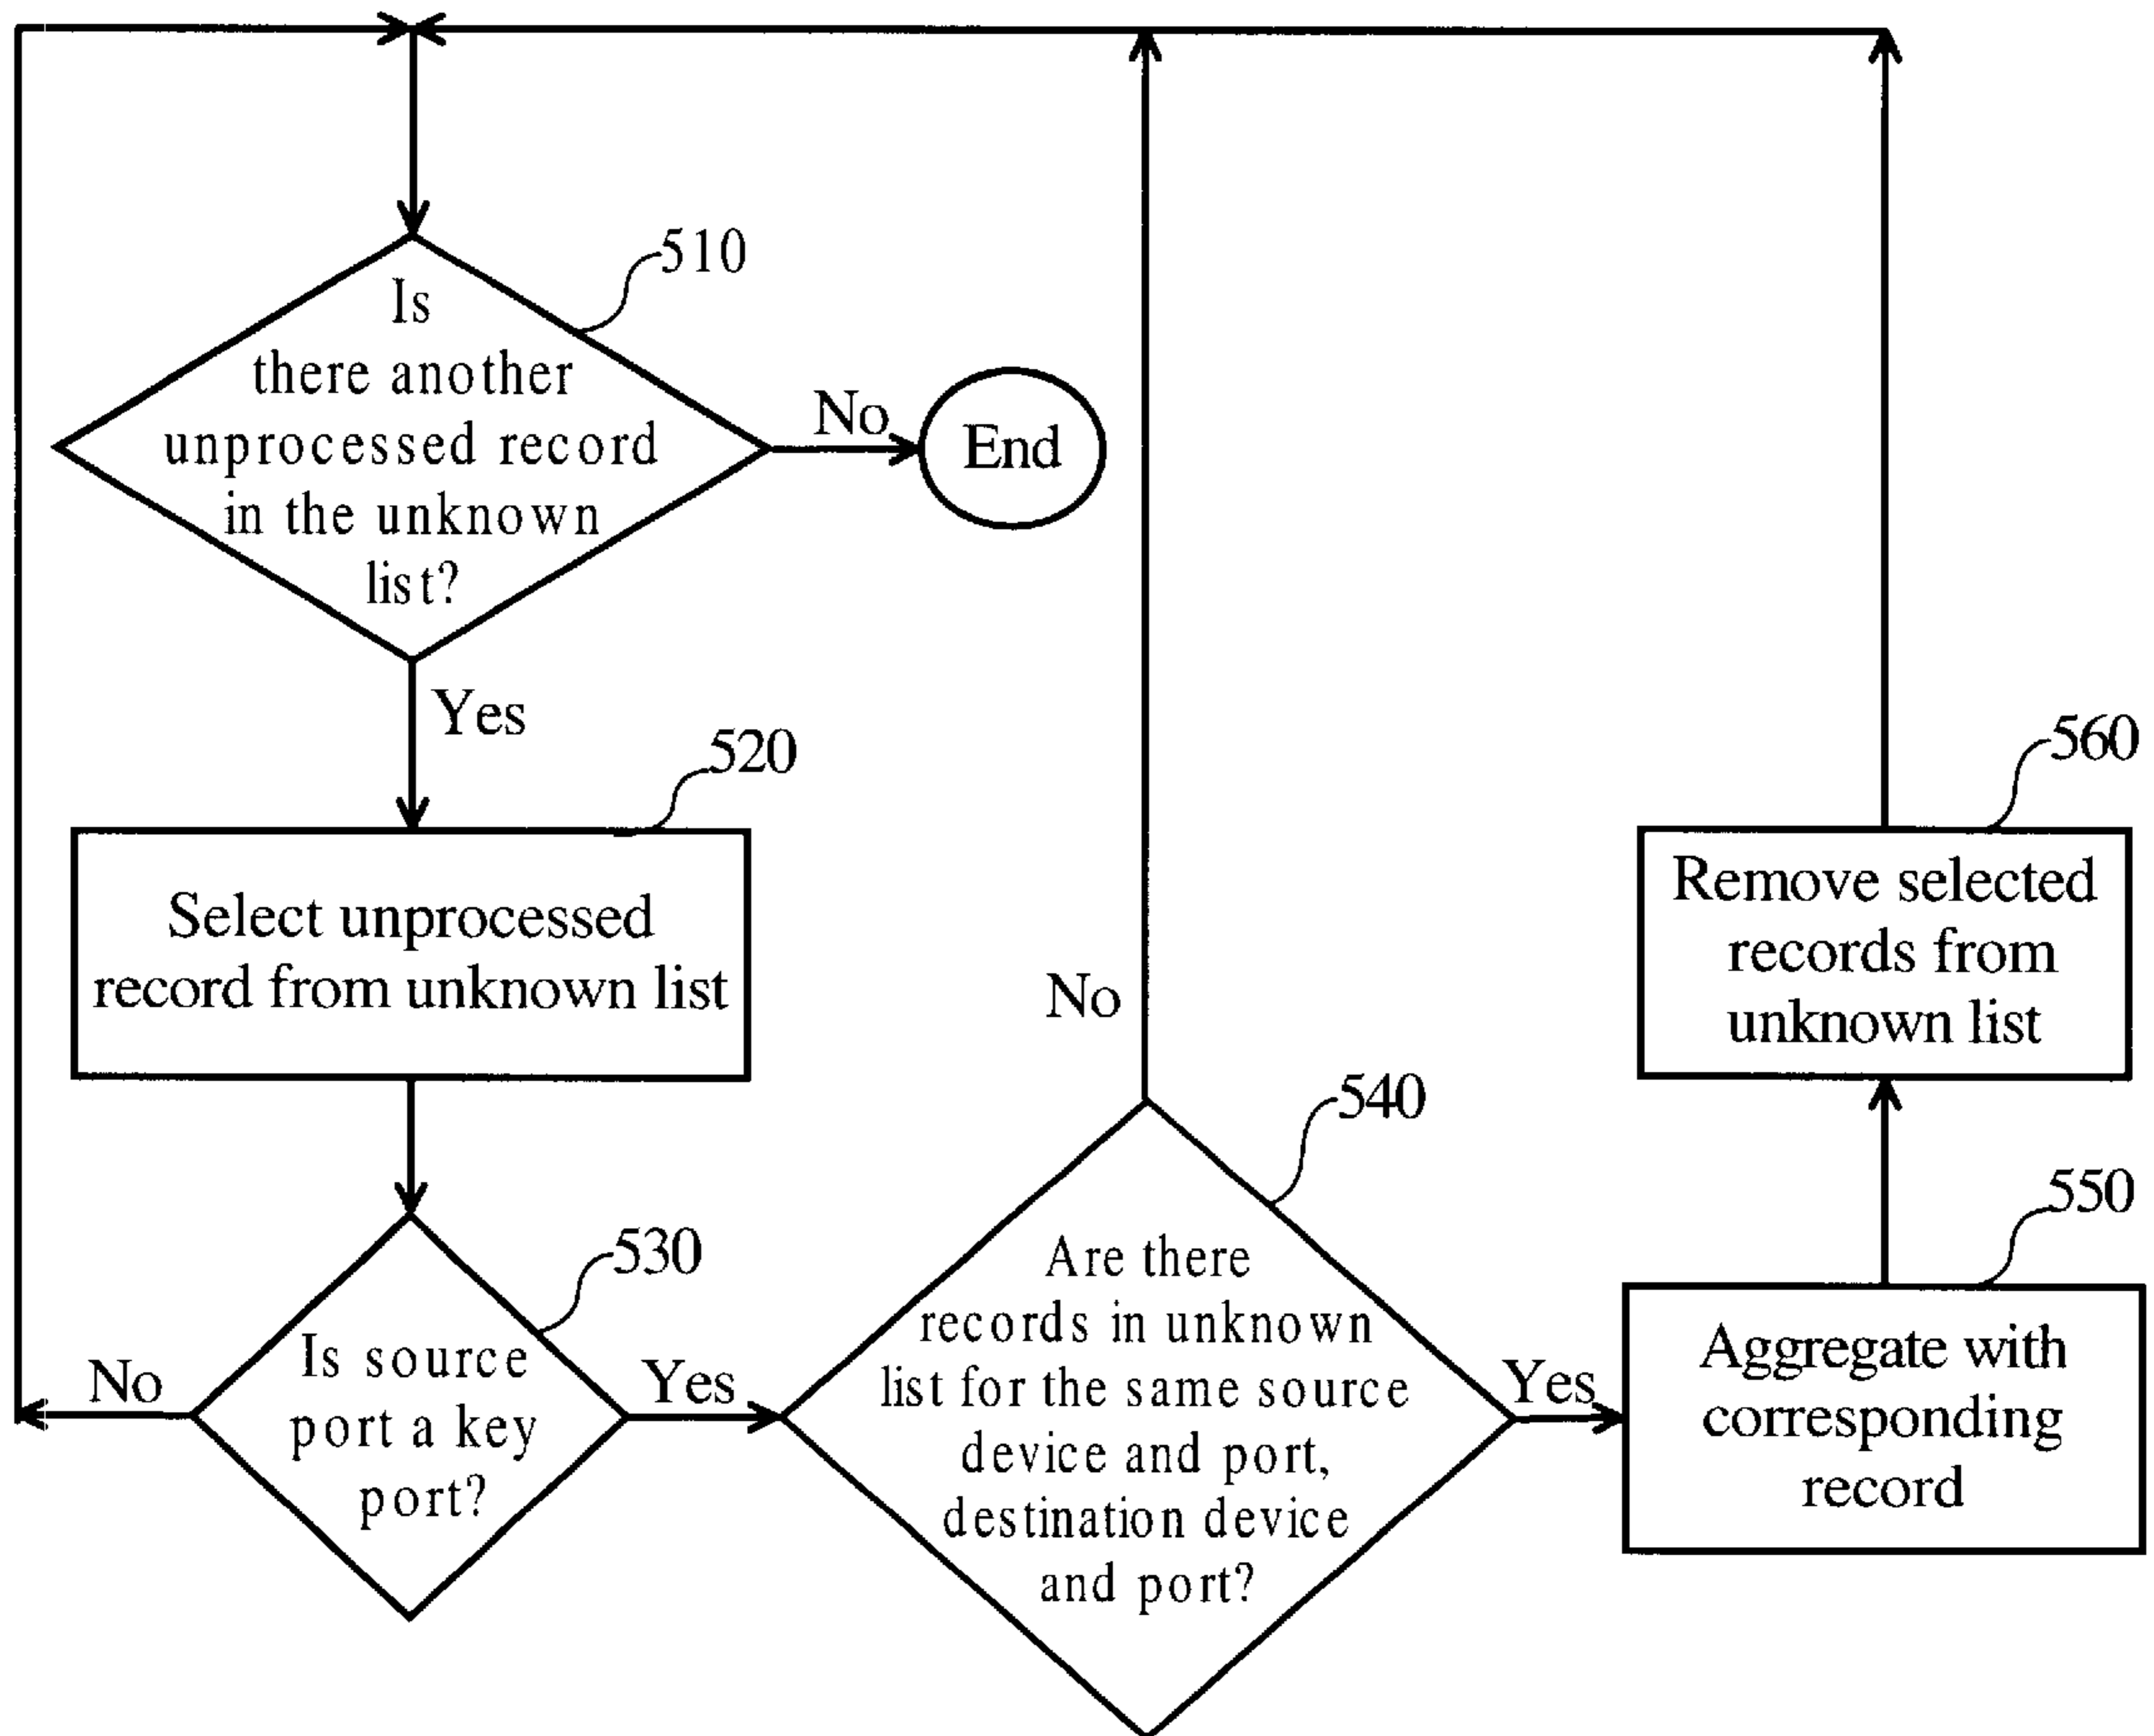 510
Is
there another
unprocessed record
in the unknown
list?
No
End
Yes
520
Select unprocessed
record from unknown list
530
Is source
port a key
port?
No
Yes
540
Are there
records in unknown
list for the same source
device and port,
destination device
and port?
No
Yes
550
Aggregate with
corresponding
record
560
Remove selected
records from
unknown list